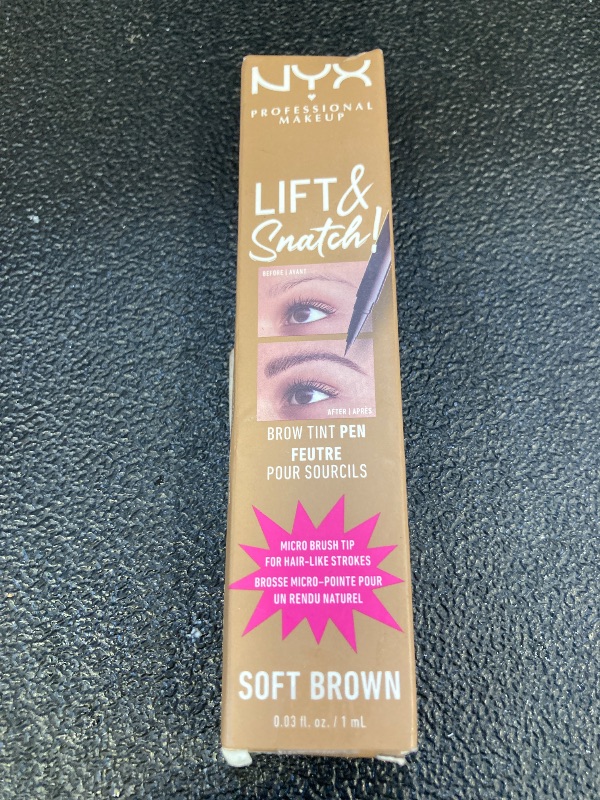 NYX
PROFESSIONAL
MAKEUP
LIFT &
Snatch!
BEFORE | AVANT
AFTER | APRÈS
BROW TINT PEN
FEUTRE
POUR SOURCILS
MICRO BRUSH TIP
FOR HAIR-LIKE STROKES
BROSSE MICRO-POINTE POUR
UN RENDU NATUREL
SOFT BROWN
0.03 fl. oz. / 1 mL